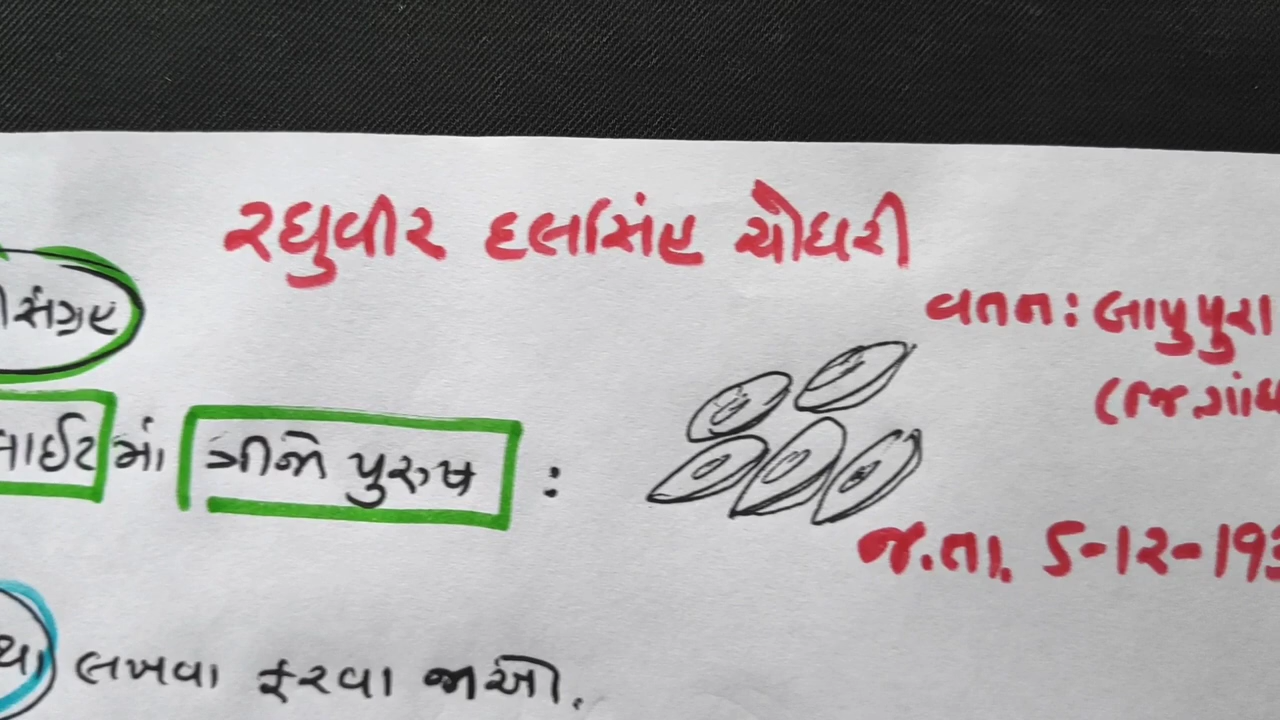 રઘુવીર દલસિંહ ચૌધરી
સંગ્રહ
વતન: બાપુપુરા
માં ત્રીજો પુરુષ :
જ.તા. 5-12-193
લખવા ફરવા જાઓ.